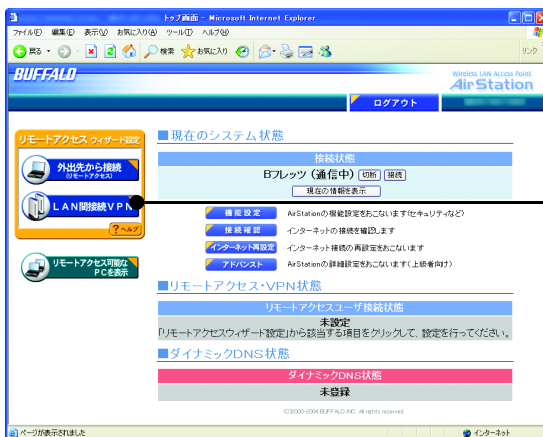 トップ画面 - Microsoft Internet Explorer
ファイル(F) 編集(E) 表示(V) お気に入り(A) ツール(T) ヘルプ(H)
戻る 検索 お気に入り リンク
BUFFALO
Wireless LAN Access Point
AirStation
ログアウト
リモートアクセス ウィザード設定
外出先から接続
(リモートアクセス)
LAN間接続VPN
?ヘルプ
リモートアクセス可能な
PCを表示
■現在のシステム状態
接続状態
Bフレッツ (通信中) 切断 接続
現在の情報を表示
機能設定 AirStationの機能設定をおこないます(セキュリティなど)
接続確認 インターネットの接続を確認します
インターネット再設定 インターネット接続の再設定をおこないます
アドバンスト AirStationの詳細設定をおこないます(上級者向け)
■リモートアクセス・VPN状態
リモートアクセスユーザ接続状態
未設定
「リモートアクセスウィザード設定」から該当する項目をクリックして、設定を行ってください。
■ダイナミックDNS状態
ダイナミックDNS状態
未登録
(C)2000-2004 BUFFALO INC. All rights reserved.
ページが表示されました インターネット